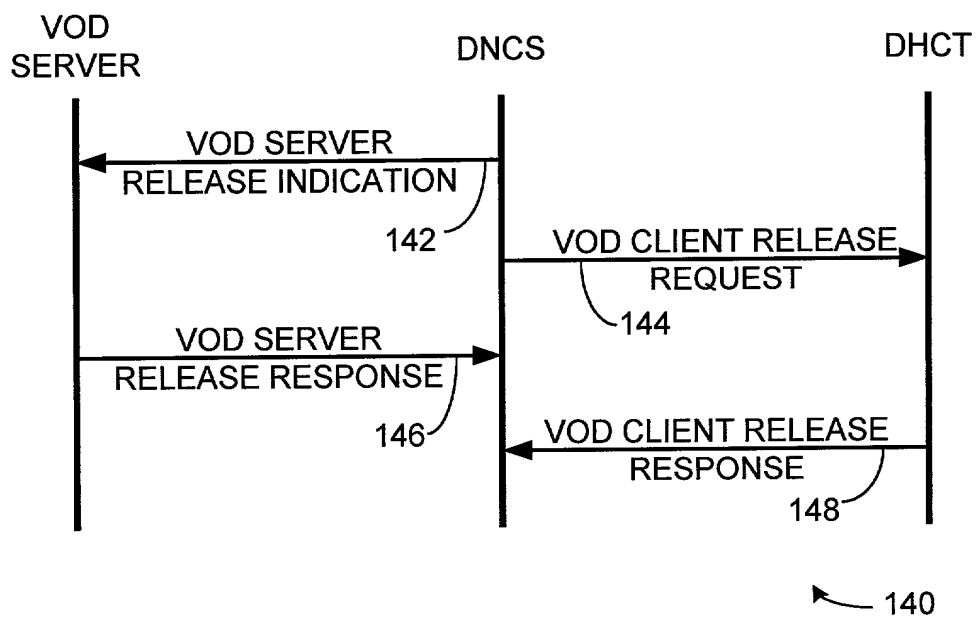 VOD
SERVER
DNCS
DHCT
VOD SERVER
RELEASE INDICATION
142
VOD CLIENT RELEASE
REQUEST
144
VOD SERVER
RELEASE RESPONSE
146
VOD CLIENT RELEASE
RESPONSE
148
140